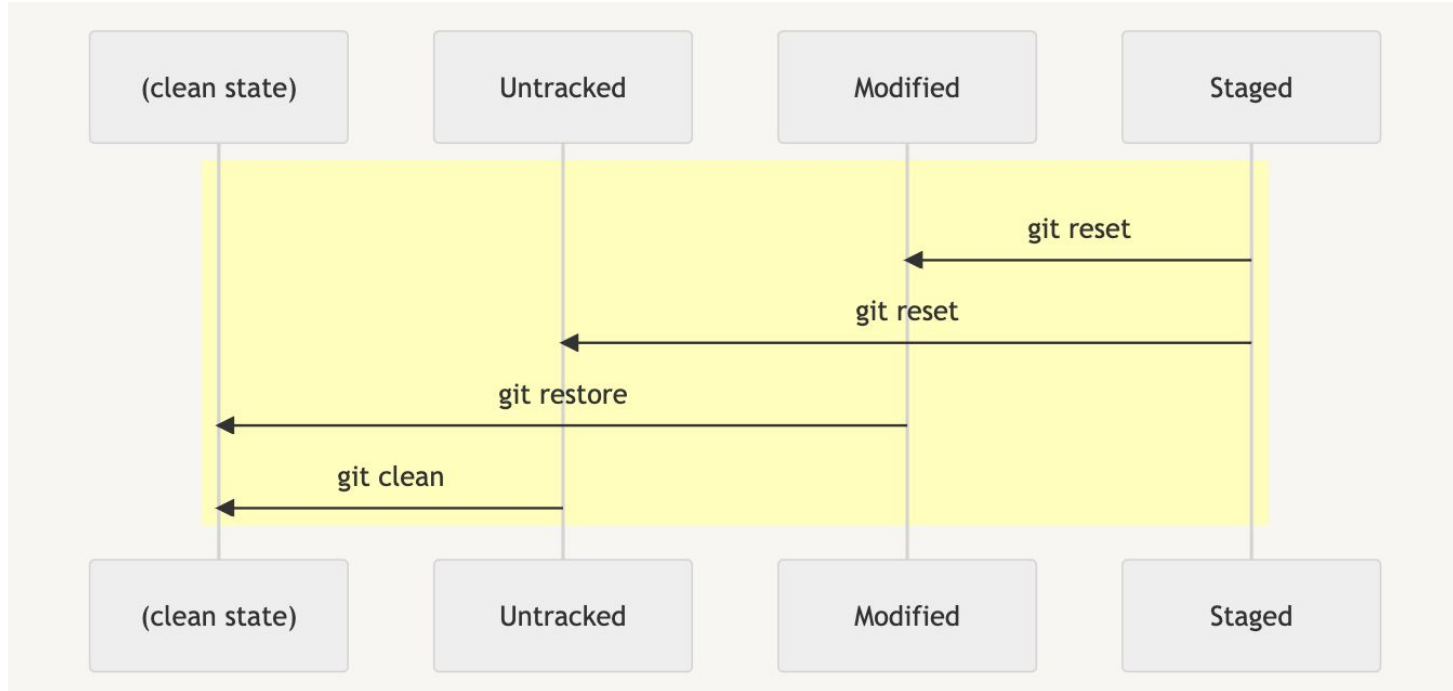 (clean state)
Untracked
Modified
Staged
git reset
git reset
git restore
git clean
(clean state)
Untracked
Modified
Staged